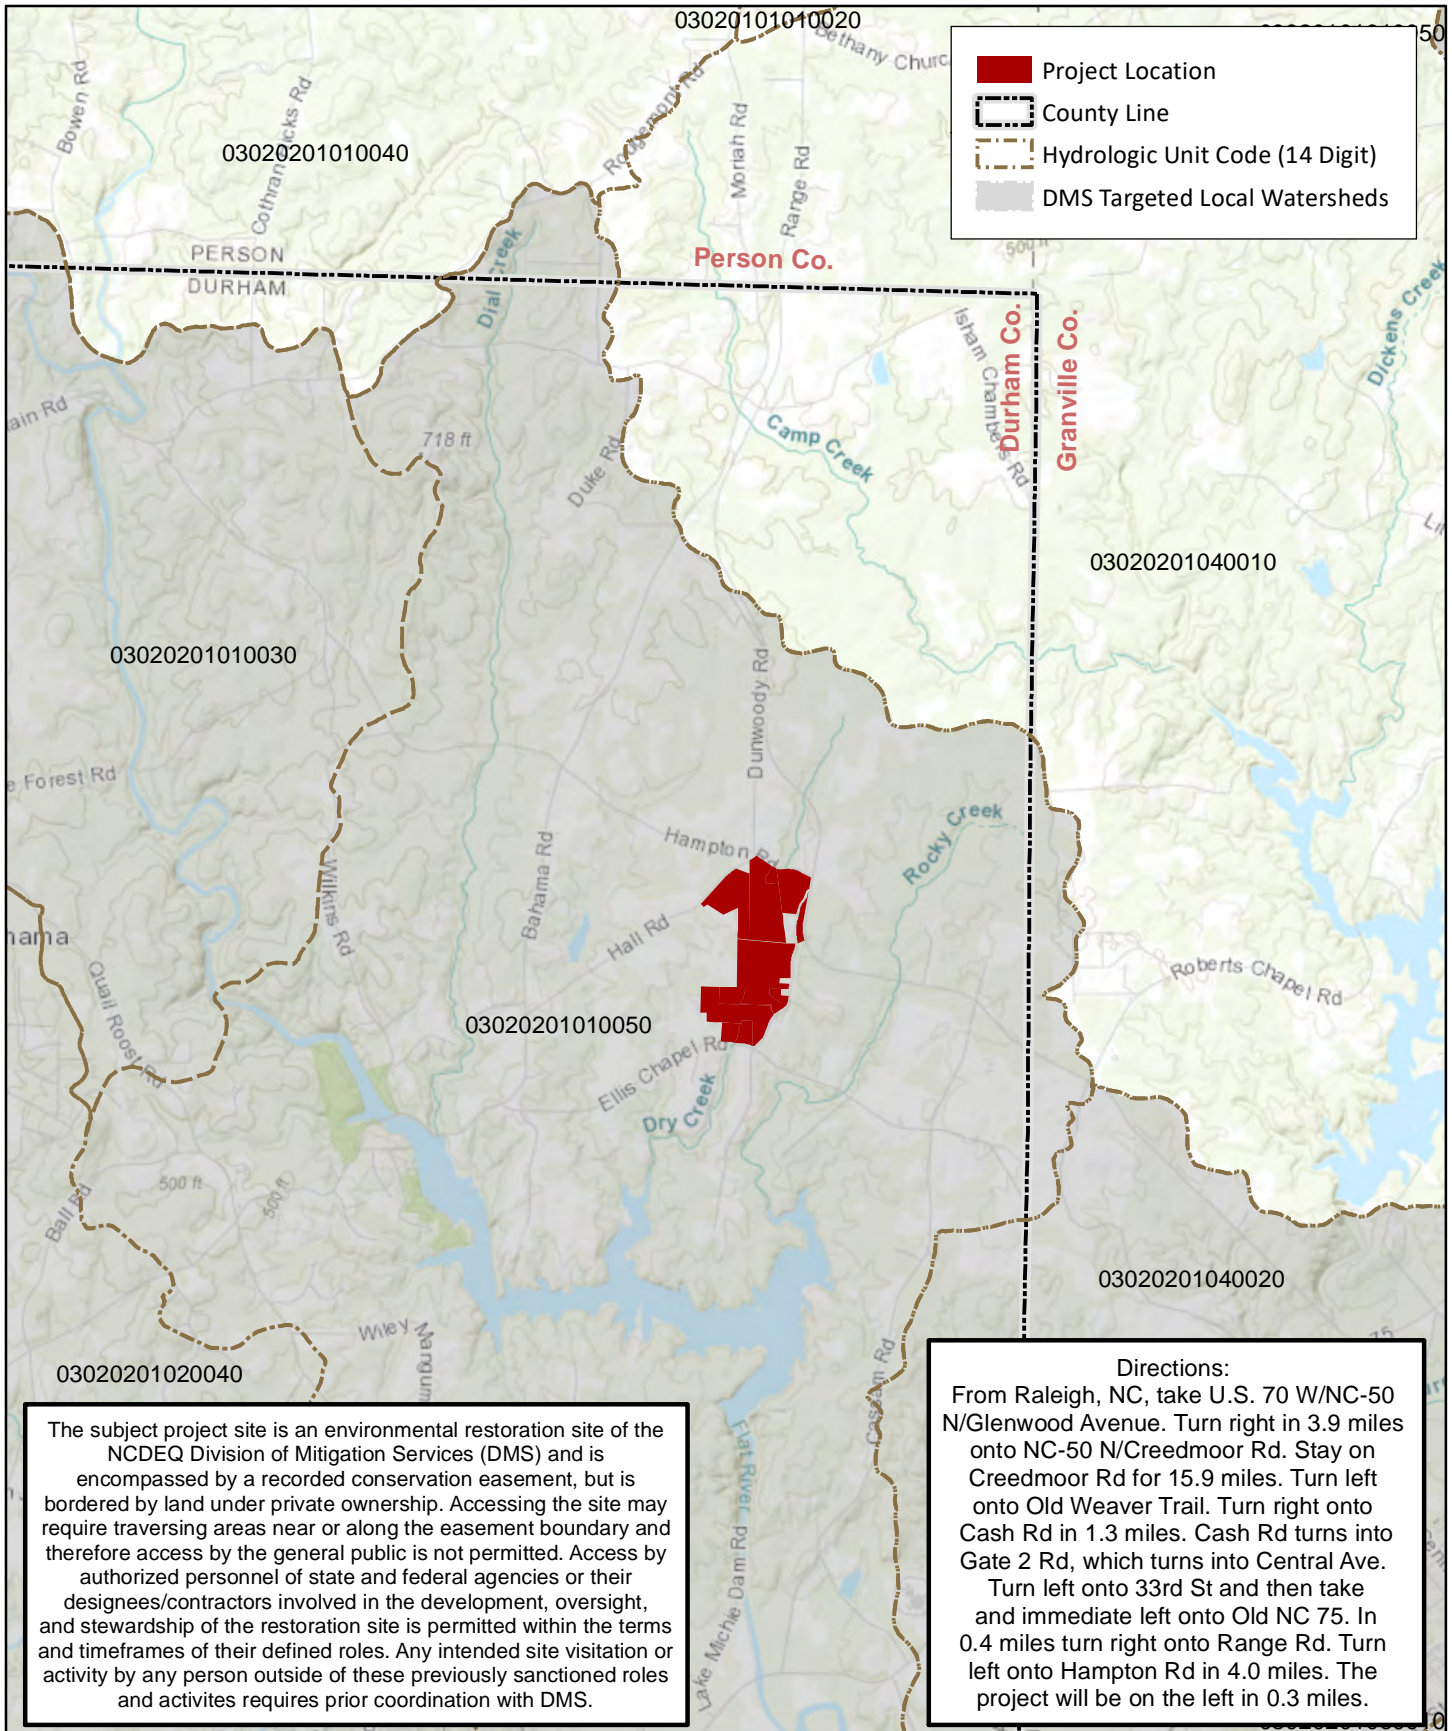 03020101010020
Bethany Churc
Project Location
County Line
Hydrologic Unit Code (14 Digit)
DMS Targeted Local Watersheds
Bowen Rd
Cothran Hicks Rd
03020201010040
Rougemont Rd
Moriah Rd
Range Rd
PERSON
DURHAM
Dial Creek
Person Co.
500 ft
Dickens Creek
Isham Chambers Rd
Durham Co.
Granville Co.
ain Rd
718 ft
Duke Rd
Camp Creek
03020201040010
03020201010030
Dunwoody Rd
e Forest Rd
Hampton Rd
Rocky Creek
Wilkins Rd
Bahama Rd
Hall Rd
hama
Quail Roost Rd
Roberts Chapel Rd
03020201010050
Ellis Chapel Rd
Dry Creek
500 ft
500 ft
Ball Rd
03020201040020
Wiley
Mangum
75
Cassam Rd
03020201020040
Flat River
Lake Michie Dam Rd
The subject project site is an environmental restoration site of the
NCDEQ Division of Mitigation Services (DMS) and is
encompassed by a recorded conservation easement, but is
bordered by land under private ownership. Accessing the site may
require traversing areas near or along the easement boundary and
therefore access by the general public is not permitted. Access by
authorized personnel of state and federal agencies or their
designees/contractors involved in the development, oversight,
and stewardship of the restoration site is permitted within the terms
and timeframes of their defined roles. Any intended site visitation or
activity by any person outside of these previously sanctioned roles
and activites requires prior coordination with DMS.
Directions:
From Raleigh, NC, take U.S. 70 W/NC-50
N/Glenwood Avenue. Turn right in 3.9 miles
onto NC-50 N/Creedmoor Rd. Stay on
Creedmoor Rd for 15.9 miles. Turn left
onto Old Weaver Trail. Turn right onto
Cash Rd in 1.3 miles. Cash Rd turns into
Gate 2 Rd, which turns into Central Ave.
Turn left onto 33rd St and then take
and immediate left onto Old NC 75. In
0.4 miles turn right onto Range Rd. Turn
left onto Hampton Rd in 4.0 miles. The
project will be on the left in 0.3 miles.